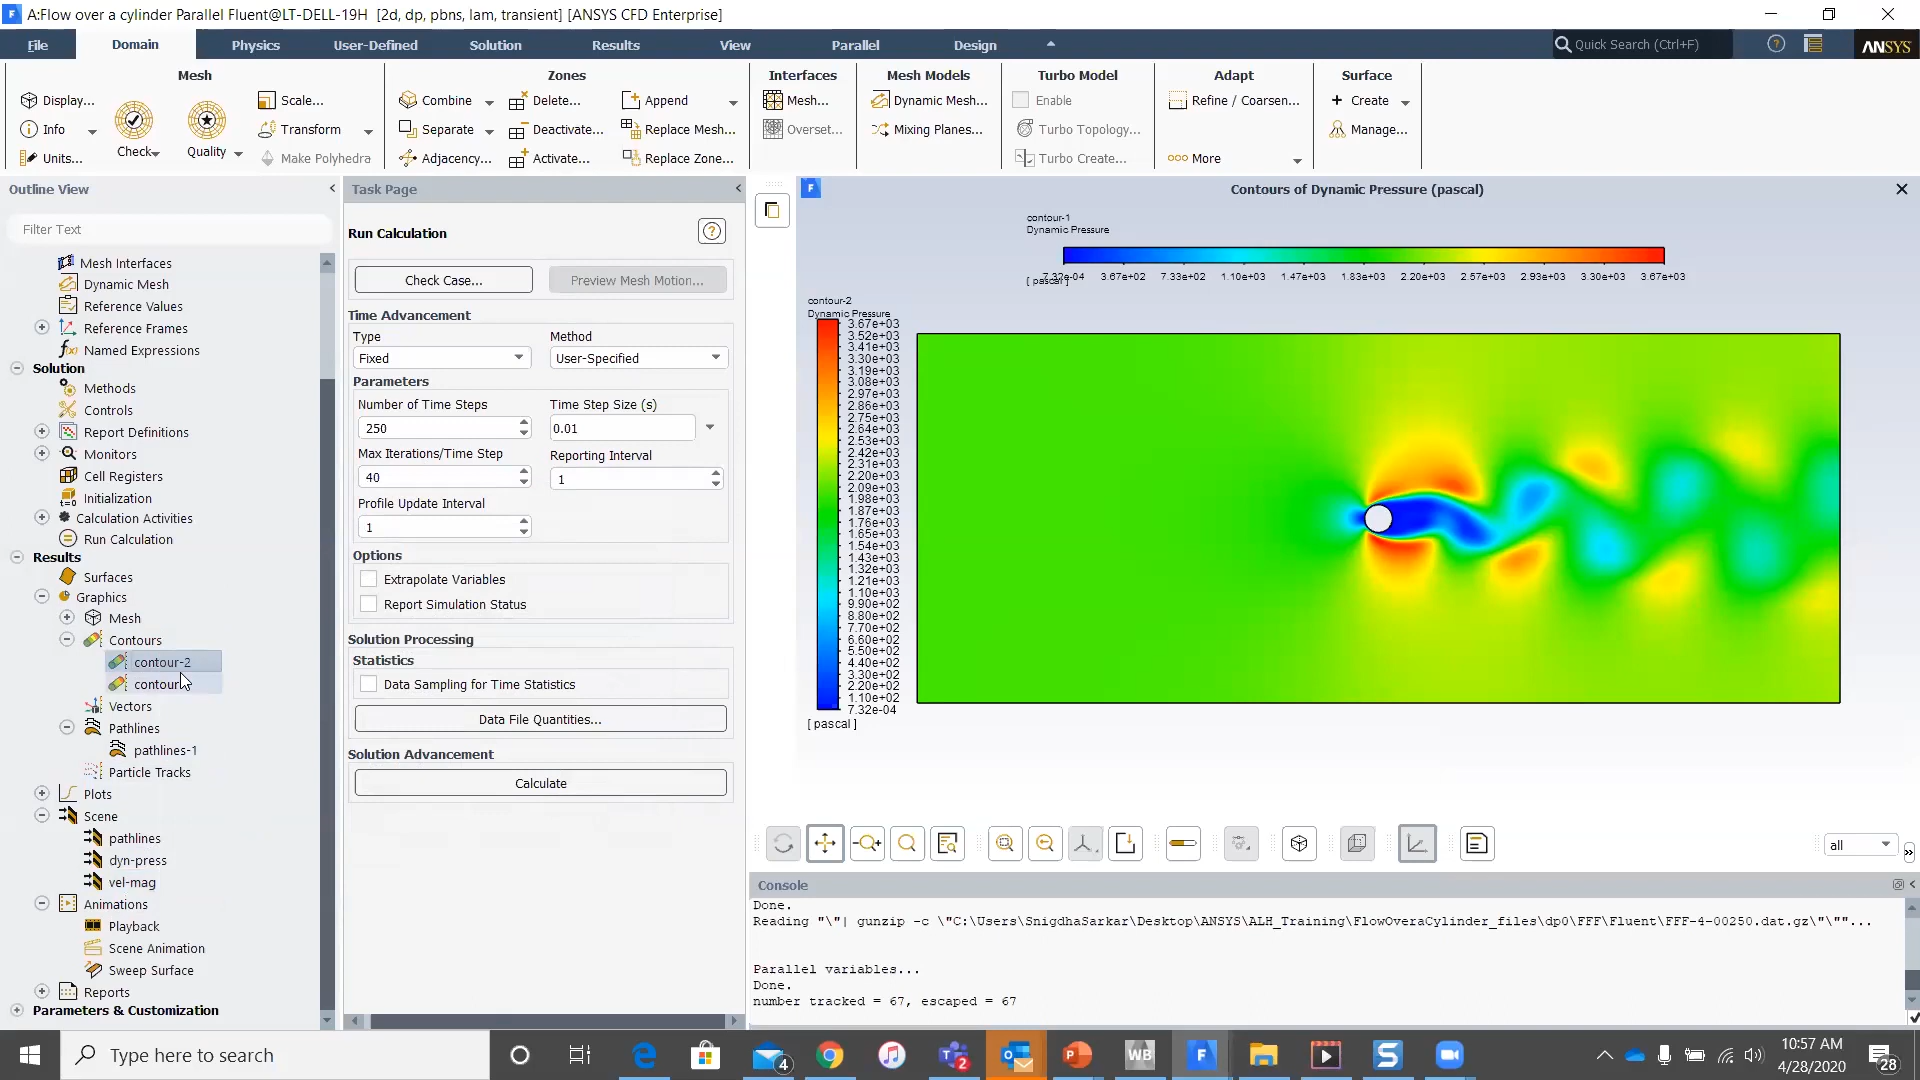 A:Flow over a cylinder Parallel Fluent@LT-DELL-19H [2d, dp, pbns, lam, transient] [ANSYS CFD Enterprise]
File Domain Physics User-Defined Solution Results View Parallel Design Quick Search (Ctrl+F) ANSYS
Mesh Zones Interfaces Mesh Models Turbo Model Adapt Surface
Display... Scale... Combine Delete... Append Mesh... Dynamic Mesh... Enable Refine / Coarsen... Create
Info Transform Separate Deactivate... Replace Mesh... Overset... Mixing Planes... Turbo Topology... Manage...
Check Quality
Units... Make Polyhedra Adjacency... Activate... Replace Zone... Turbo Create... More
Outline View
Filter Text
Mesh Interfaces
Dynamic Mesh
Reference Values
Reference Frames
Named Expressions
Solution
Methods
Controls
Report Definitions
Monitors
Cell Registers
Initialization
Calculation Activities
Run Calculation
Results
Surfaces
Graphics
Mesh
Contours
contour-2
contour
Vectors
Pathlines
pathlines-1
Particle Tracks
Plots
Scene
pathlines
dyn-press
vel-mag
Animations
Playback
Scene Animation
Sweep Surface
Reports
Parameters & Customization
Task Page
Run Calculation
Check Case... Preview Mesh Motion...
Time Advancement
Type Method
Fixed User-Specified
Parameters
Number of Time Steps Time Step Size (s)
250 0.01
Max Iterations/Time Step Reporting Interval
40 1
Profile Update Interval
1
Options
Extrapolate Variables
Report Simulation Status
Solution Processing
Statistics
Data Sampling for Time Statistics
Data File Quantities...
Solution Advancement
Calculate
Contours of Dynamic Pressure (pascal)
contour-1
Dynamic Pressure
7.32e-04 3.67e+02 7.33e+02 1.10e+03 1.47e+03 1.83e+03 2.20e+03 2.57e+03 2.93e+03 3.30e+03 3.67e+03
[ pascal ]
contour-2
Dynamic Pressure
3.67e+03
3.52e+03
3.41e+03
3.30e+03
3.19e+03
3.08e+03
2.97e+03
2.86e+03
2.75e+03
2.64e+03
2.53e+03
2.42e+03
2.31e+03
2.20e+03
2.09e+03
1.98e+03
1.87e+03
1.76e+03
1.65e+03
1.54e+03
1.43e+03
1.32e+03
1.21e+03
1.10e+03
9.90e+02
8.80e+02
7.70e+02
6.60e+02
5.50e+02
4.40e+02
3.30e+02
2.20e+02
1.10e+02
7.32e-04
[ pascal ]
all
Console
Done.
Reading "\"| gunzip -c \"C:\Users\SnigdhaSarkar\Desktop\ANSYS\ALH_Training\FlowOveraCylinder_files\dp0\FFF\Fluent\FFF-4-00250.dat.gz\"\""...
Parallel variables...
Done.
number tracked = 67, escaped = 67
Type here to search
4
2
WB
10:57 AM
4/28/2020
28